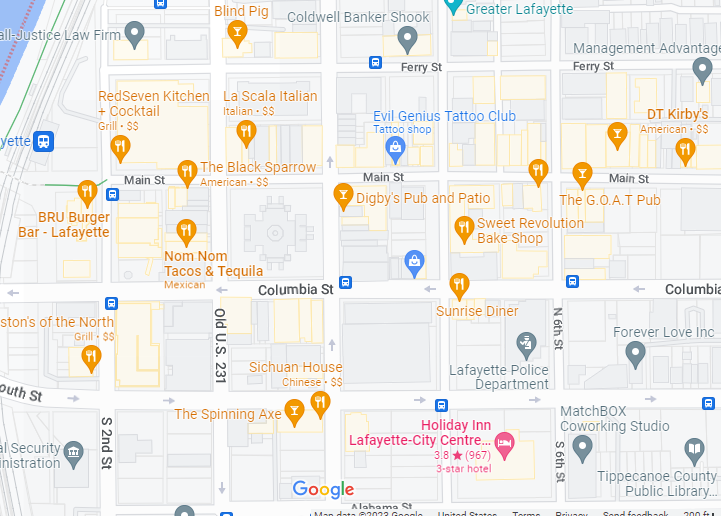 Blind Pig
Coldwell Banker Shook
Greater Lafayette
all-Justice Law Firm
Management Advantage
Ferry St
Ferry St
RedSeven Kitchen
+ Cocktail
Grill • $$
La Scala Italian
Italian • $$
Evil Genius Tattoo Club
Tattoo shop
DT Kirby's
American • $$
yette
The Black Sparrow
American • $$
Main St
Main St
Main St
BRU Burger
Bar - Lafayette
Digby's Pub and Patio
The G.O.A.T Pub
Sweet Revolution
Bake Shop
Nom Nom
Tacos & Tequila
Mexican
Columbia St
Columbia
Sunrise Diner
ston's of the North
Grill • $$
Old U.S. 231
N 6th St
Forever Love Inc
Lafayette Police
Department
Sichuan House
Chinese • $$
outh St
The Spinning Axe
S 2nd St
Holiday Inn
Lafayette-City Centre...
3.8 ★ (967)
3-star hotel
S 6th St
MatchBOX
Coworking Studio
al Security
inistration
Tippecanoe County
Public Library...
Google
Alabama St
Map data ©2023 Google
United States
Terms
Privacy
Send feedback
200 ft